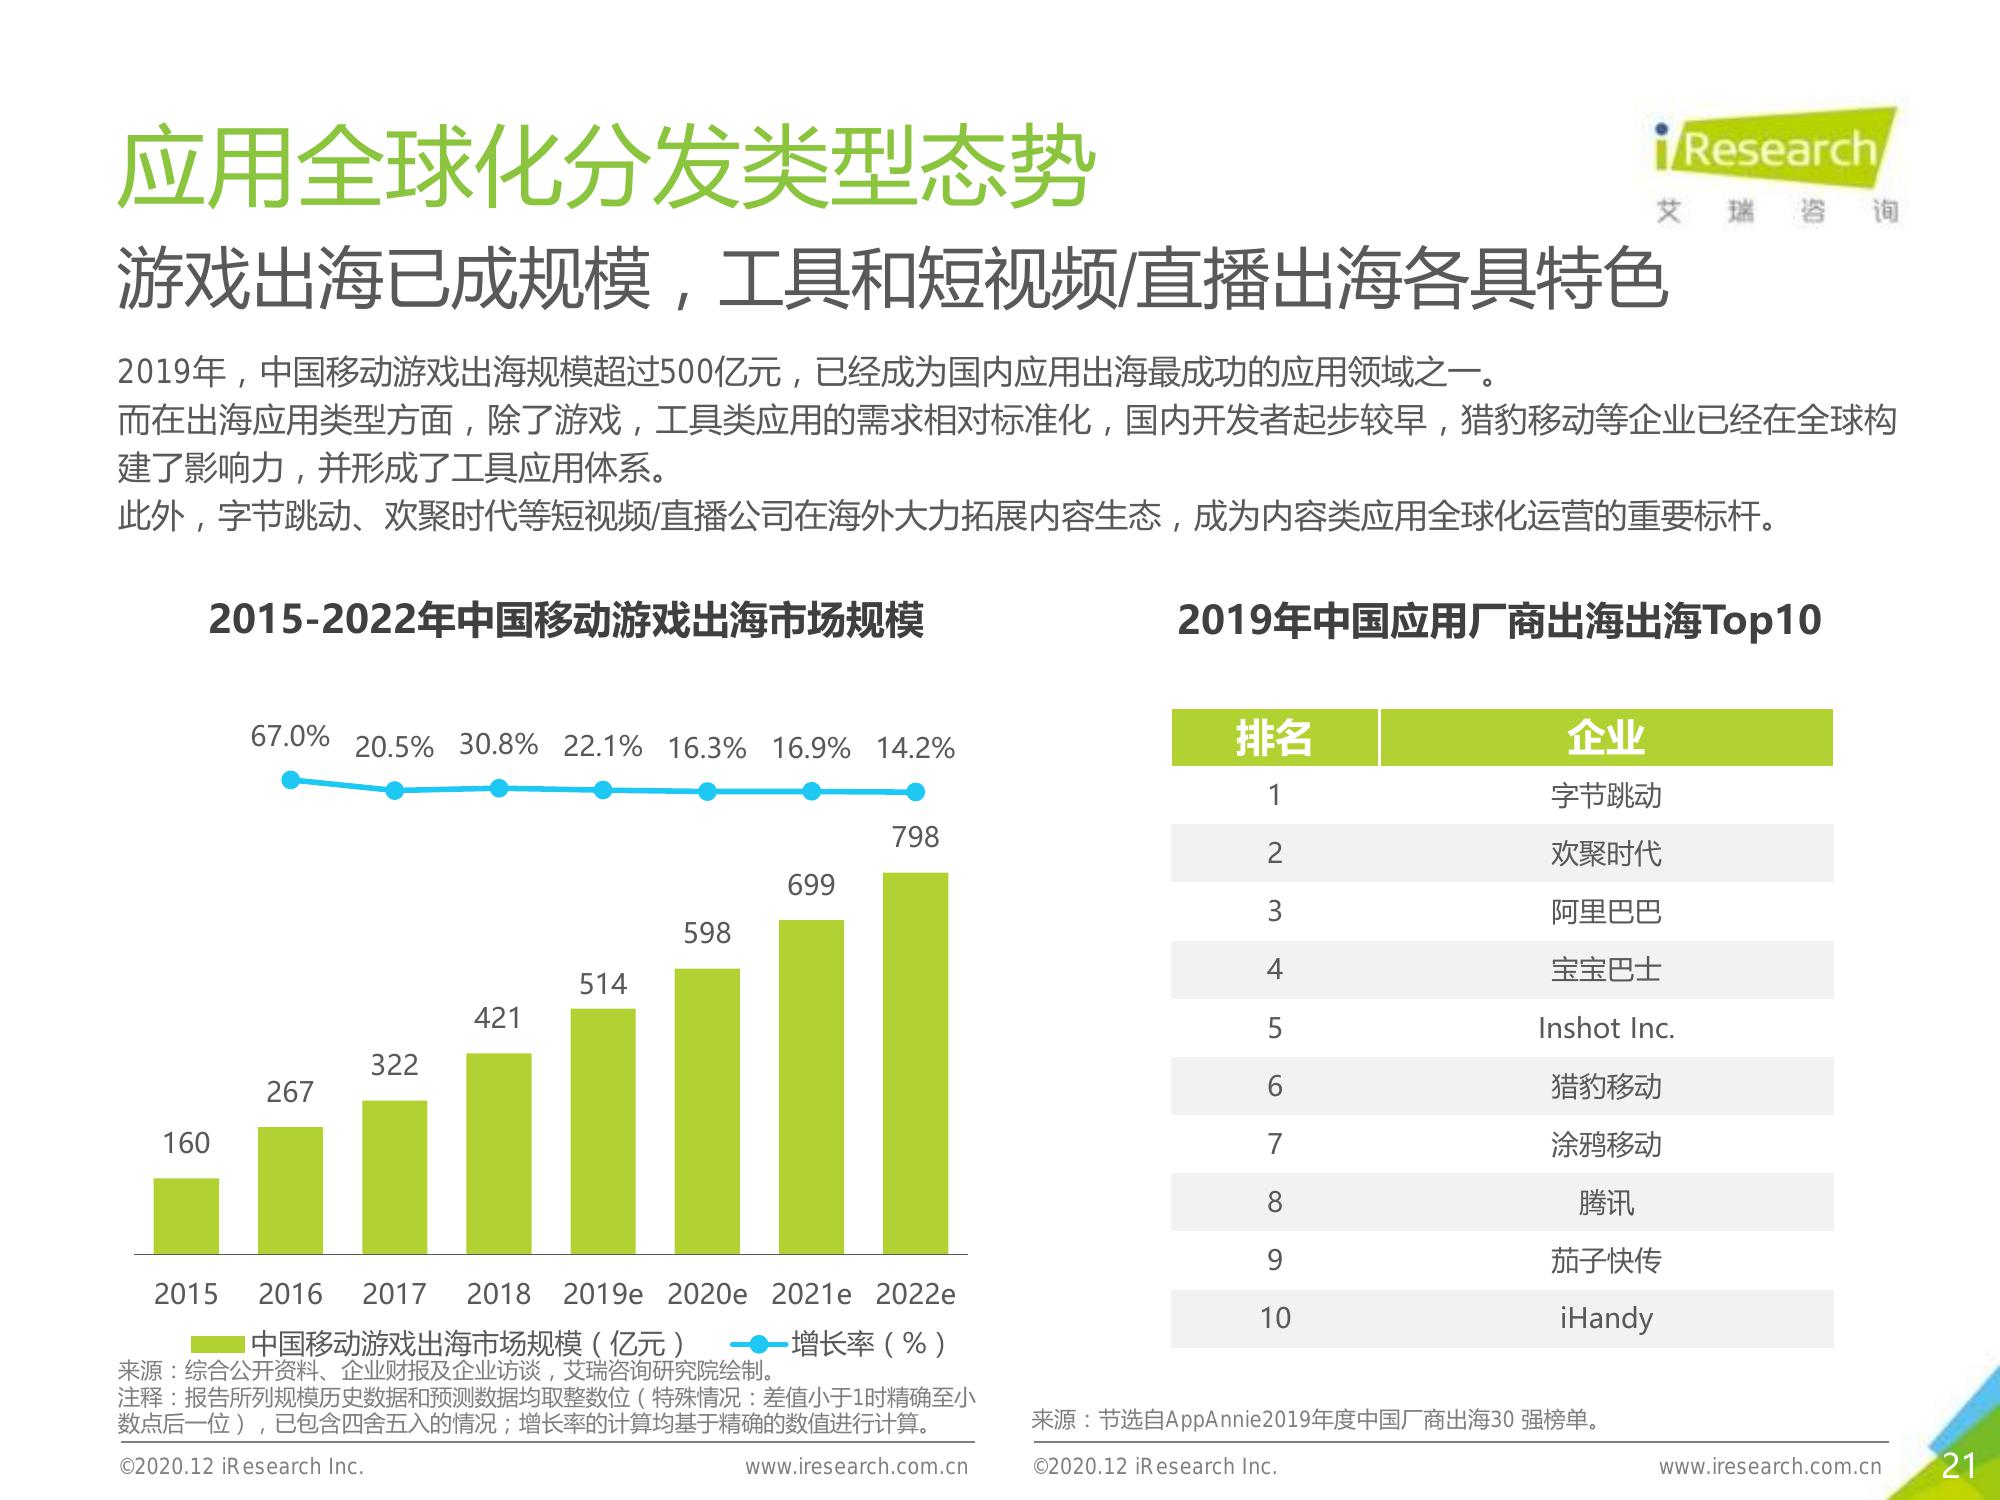 应用全球化分发类型态势
iResearch
艾瑞咨询
游戏出海已成规模，工具和短视频/直播出海各具特色
2019年，中国移动游戏出海规模超过500亿元，已经成为国内应用出海最成功的应用领域之一。
而在出海应用类型方面，除了游戏，工具类应用的需求相对标准化，国内开发者起步较早，猎豹移动等企业已经在全球构
建了影响力，并形成了工具应用体系。
此外，字节跳动、欢聚时代等短视频/直播公司在海外大力拓展内容生态，成为内容类应用全球化运营的重要标杆。
2015-2022年中国移动游戏出海市场规模
67.0% 20.5% 30.8% 22.1% 16.3% 16.9% 14.2%
160 267 322 421 514 598 699 798
2015 2016 2017 2018 2019e 2020e 2021e 2022e
中国移动游戏出海市场规模（亿元） 增长率（%）
来源：综合公开资料、企业财报及企业访谈，艾瑞咨询研究院绘制。
注释：报告所列规模历史数据和预测数据均取整数位（特殊情况：差值小于1时精确至小
数点后一位），已包含四舍五入的情况；增长率的计算均基于精确的数值进行计算。
©2020.12 iResearch Inc. www.iresearch.com.cn
2019年中国应用厂商出海出海Top10
排名 企业
1 字节跳动
2 欢聚时代
3 阿里巴巴
4 宝宝巴士
5 Inshot Inc.
6 猎豹移动
7 涂鸦移动
8 腾讯
9 茄子快传
10 iHandy
来源：节选自AppAnnie2019年度中国厂商出海30 强榜单。
©2020.12 iResearch Inc. www.iresearch.com.cn
21